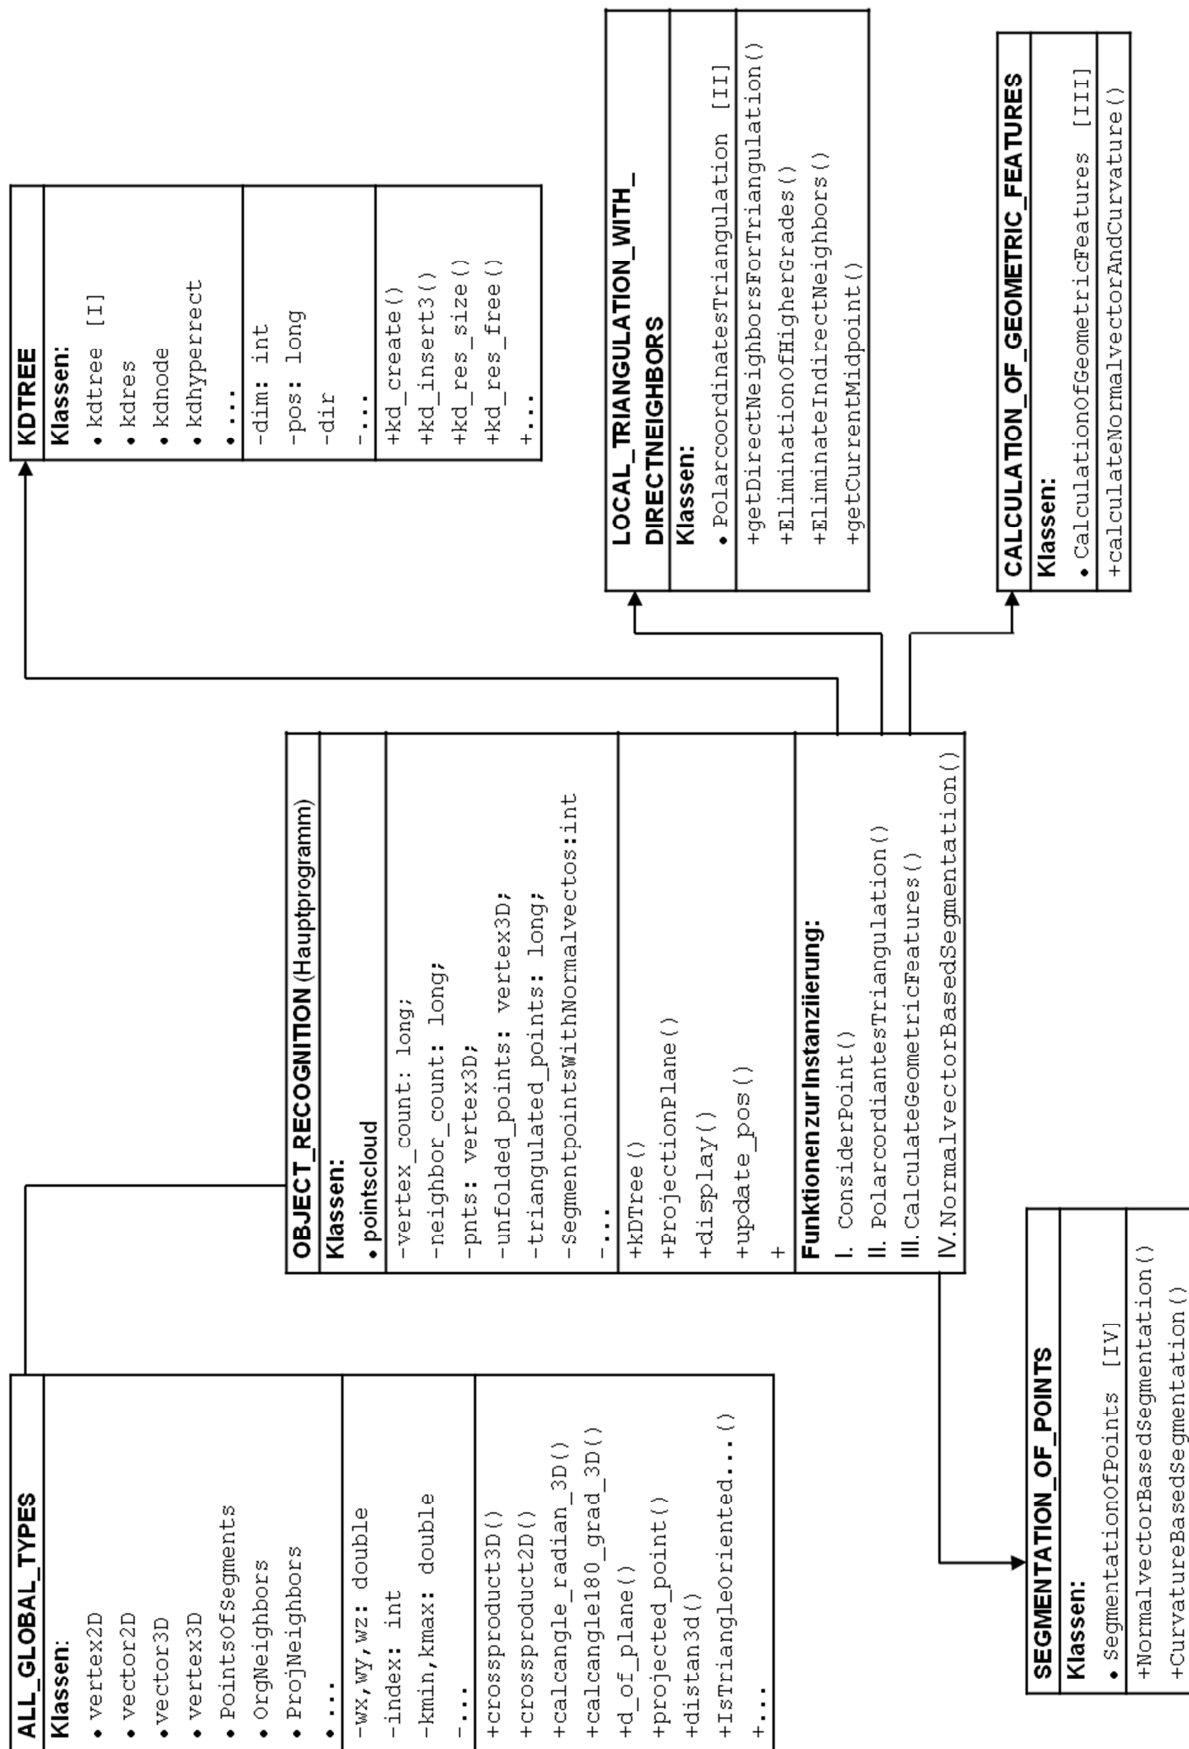 ALL_GLOBAL_TYPES
Klassen:
• vertex2D
• vector2D
• vector3D
• vertex3D
• PointsOfSegments
• OrgNeighbors
• ProjNeighbors
• ...
-wx,wy,wz: double
-index: int
-kmin,kmax: double
-...
+crossproduct3D()
+crossproduct2D()
+calcangle_radian_3D()
+calcangle180_grad_3D()
+d_of_plane()
+projected_point()
+distan3d()
+IsTriangleOriented...()
+...
OBJECT_RECOGNITION (Hauptprogramm)
Klassen:
• pointscloud
-vertex_count: long;
-neighbor_count: long;
-pnts: vertex3D;
-unfolded_points: vertex3D;
-triangulated_points: long;
-segmentpointsWithNormalvectos:int
-...
+kDTree()
+ProjectionPlane()
+display()
+update_pos()
+
Funktionen zur Instanziierung:
I. ConsiderPoint()
II. PolarcordiantesTriangulation()
III. CalculateGeometricFeatures()
IV. NormalvectorBasedSegmentation()
KDTREE
Klassen:
• kdtree [I]
• kdres
• kdnode
• kdhyperrect
• ...
-dim: int
-pos: long
-dir
-...
+kd_create()
+kd_insert3()
+kd_res_size()
+kd_res_free()
+...
LOCAL_TRIANGULATION_WITH_
DIRECTNEIGHBORS
Klassen:
• PolarcoordinatesTriangulation [II]
+getDirectNeighborsForTriangulation()
+EliminationOfHigherGrades()
+EliminateIndirectNeighbors()
+getCurrentMidpoint()
CALCULATION_OF_GEOMETRIC_FEATURES
Klassen:
• CalculationOfGeometricFeatures [III]
+calculateNormalvectorAndCurvature()
SEGMENTATION_OF_POINTS
Klassen:
• SegmentationOfPoints [IV]
+NormalvectorBasedSegmentation()
+CurvatureBasedSegmentation()